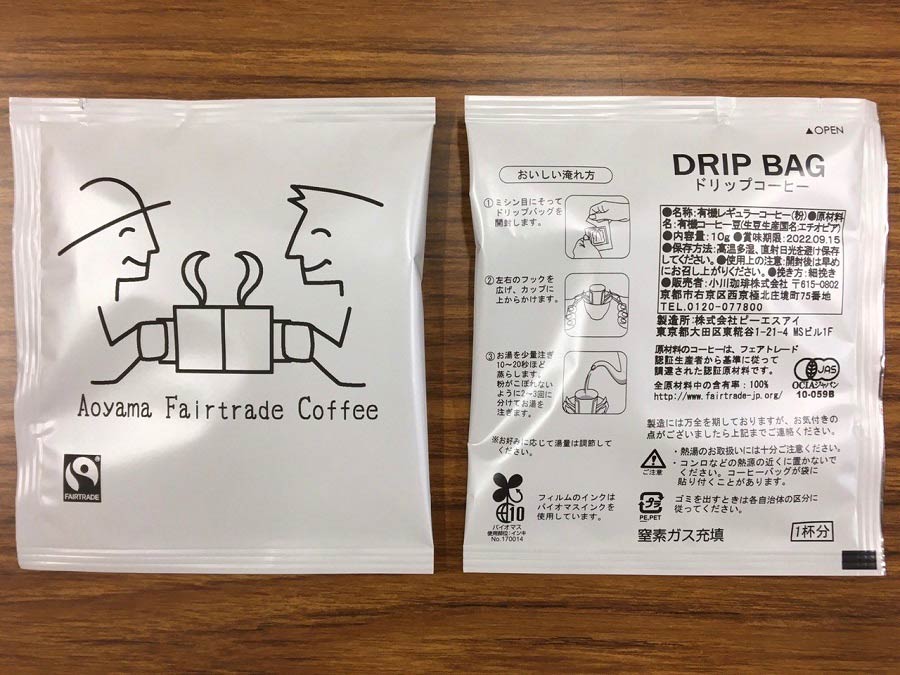 Aoyama Fairtrade Coffee
FAIRTRADE
▲OPEN
DRIP BAG
ドリップコーヒー
おいしい淹れ方
①ミシン目にそって
ドリップバッグを
開封します。
②左右のフックを
広げ、カップに
上からかけます。
③お湯を少量注ぎ
10〜20秒ほど
蒸らします。
粉がこぼれない
ように2〜3回に
分けてお湯を
注ぎます。
※お好みに応じて湯量は調節して
ください。
10
バイオマス
使用部位:インキ
No.170014
フィルムのインクは
バイオマスインクを
使用しています。
●名称:有機レギュラーコーヒー(粉)●原材料
名:有機コーヒー豆(生豆生産国名:エチオピア)
●内容量:10g●賞味期限:2022.09.15
●保存方法:高温多湿、直射日光を避け保存
してください。●使用上の注意:開封後は早め
にお召し上がりください。●挽き方:細挽き
●販売者:小川珈琲株式会社 〒615-0802
京都市右京区西京極北庄境町75番地
TEL.0120-077800
製造所:株式会社ピーエスアイ
東京都大田区東糀谷1-21-4 MSビル1F
原材料のコーヒーは、フェアトレード
認証生産者から基準に従って
調達された認証原材料です。
全原材料中の含有率:100%
http://www.fairtrade-jp.org/
JAS
OCIAジャパン
10-059B
製造には万全を期しておりますが、お気付きの
点がございましたら上記までご連絡ください。
ご注意
・熱湯のお取扱いには十分ご注意ください。
・コンロなどの熱源の近くに置かないで
ください。コーヒーバッグが袋に
貼り付くことがあります。
プラ
PE,PET
ゴミを出すときは各自治体の区分に
従ってください。
窒素ガス充填
1杯分